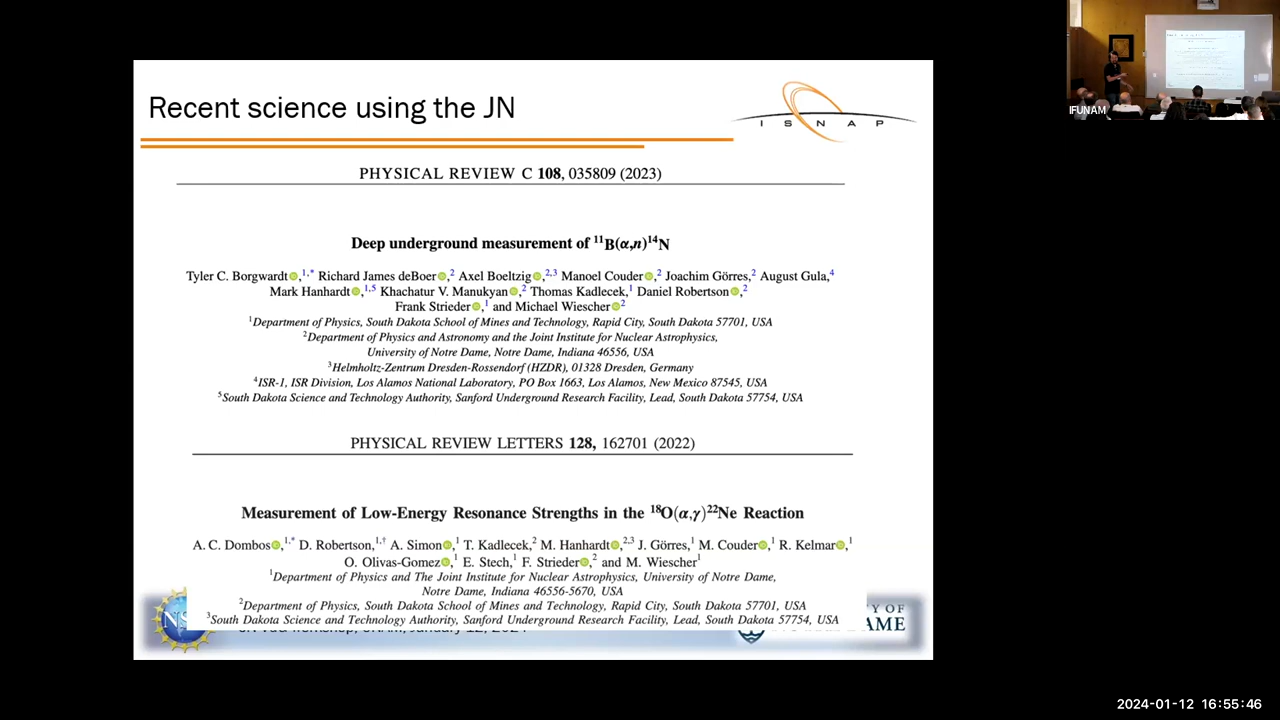 Recent science using the JN
I S N A P
PHYSICAL REVIEW C 108, 035809 (2023)
Deep underground measurement of ¹¹B(α,n)¹⁴N
Tyler C. Borgwardt,¹,* Richard James deBoer,² Axel Boeltzig,²,³ Manoel Couder,² Joachim Görres,² August Gula,⁴
Mark Hanhardt,¹,⁵ Khachatur V. Manukyan,² Thomas Kadlecek,¹ Daniel Robertson,²
Frank Strieder,¹ and Michael Wiescher²
¹Department of Physics, South Dakota School of Mines and Technology, Rapid City, South Dakota 57701, USA
²Department of Physics and Astronomy and the Joint Institute for Nuclear Astrophysics,
University of Notre Dame, Notre Dame, Indiana 46556, USA
³Helmholtz-Zentrum Dresden-Rossendorf (HZDR), 01328 Dresden, Germany
⁴ISR-1, ISR Division, Los Alamos National Laboratory, PO Box 1663, Los Alamos, New Mexico 87545, USA
⁵South Dakota Science and Technology Authority, Sanford Underground Research Facility, Lead, South Dakota 57754, USA
PHYSICAL REVIEW LETTERS 128, 162701 (2022)
Measurement of Low-Energy Resonance Strengths in the ¹⁸O(α,γ)²²Ne Reaction
A. C. Dombos,¹,* D. Robertson,¹,† A. Simon,¹ T. Kadlecek,² M. Hanhardt,²,³ J. Görres,¹ M. Couder,¹ R. Kelmar,¹
O. Olivas-Gomez,¹ E. Stech,¹ F. Strieder,² and M. Wiescher¹
¹Department of Physics and The Joint Institute for Nuclear Astrophysics, University of Notre Dame,
Notre Dame, Indiana 46556-5670, USA
²Department of Physics, South Dakota School of Mines and Technology, Rapid City, South Dakota 57701, USA
³South Dakota Science and Technology Authority, Sanford Underground Research Facility, Lead, South Dakota 57754, USA
IFUNAM
2024-01-12 16:55:46